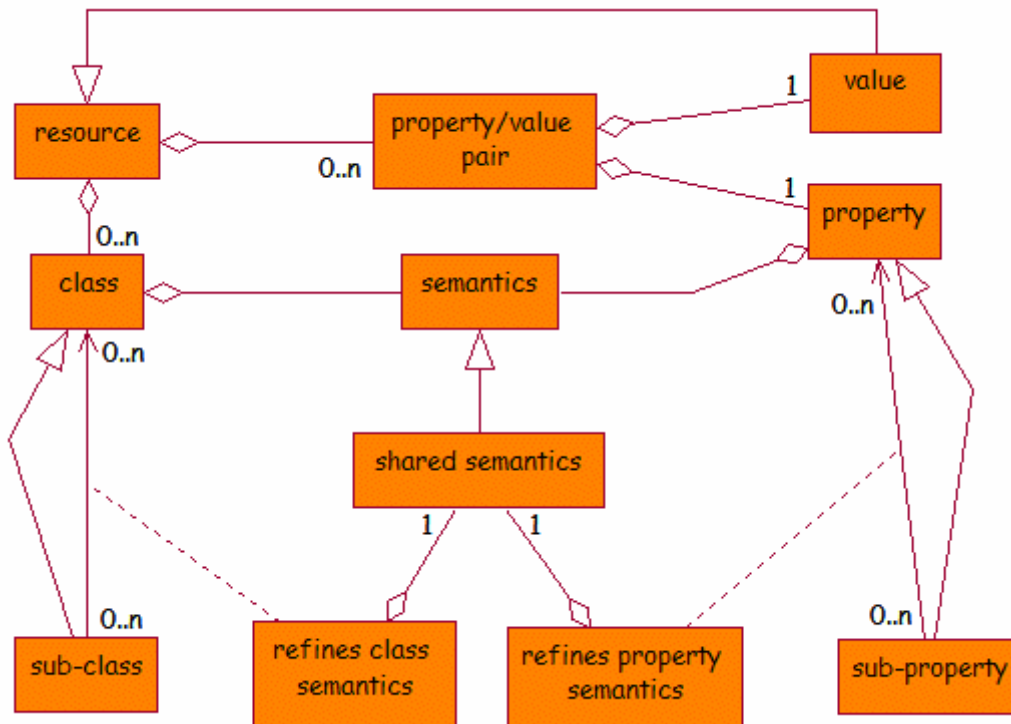 value
1
resource
property/value
pair
0..n
1
property
0..n
class
semantics
0..n
0..n
shared semantics
1
1
0..n
0..n
sub-class
refines class
semantics
refines property
semantics
sub-property